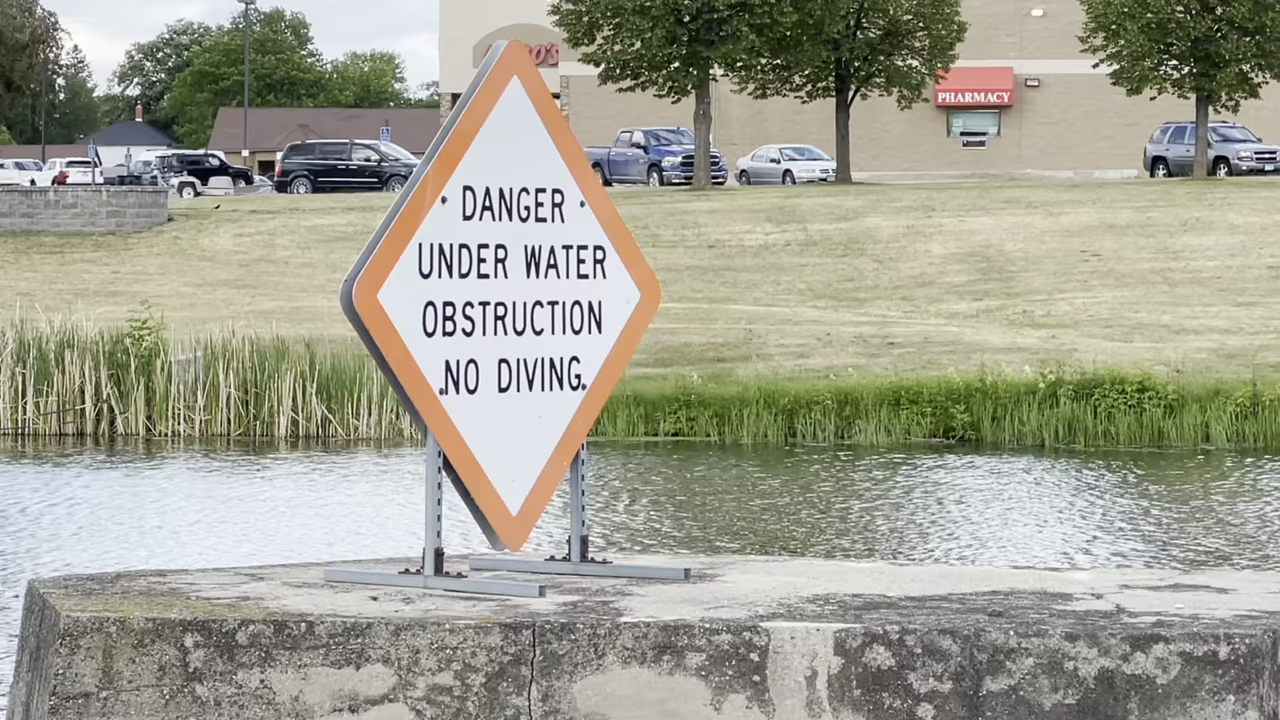 DANGER
UNDER WATER
OBSTRUCTION
NO DIVING
PHARMACY